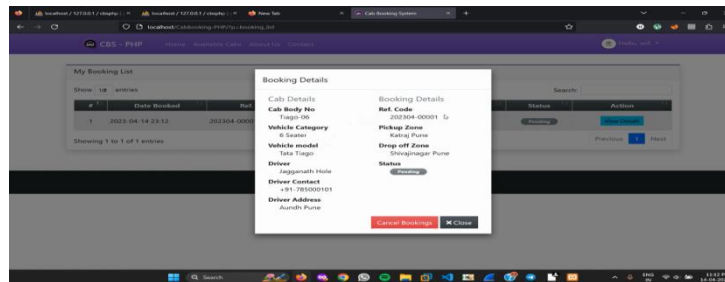 localhost / 127.0.0.1 / cbsphp |
localhost / 127.0.0.1 / cbsphp |
New Tab
Cab Booking System
localhost/CabBooking-PHP/?p=booking_list
CBS - PHP Home Available Cabs About Us Contact
My Booking List
Show 10 entries Search:
# Date Booked Ref. Status Action
1 2023-04-14 23:12 202304-0000 Pending View Details
Showing 1 to 1 of 1 entries Previous 1 Next
Booking Details
Cab Details
Cab Body No
Tiago-06
Vehicle Category
6 Seater
Vehicle model
Tata Tiago
Driver
Jagganath Hole
Driver Contact
+91-785000101
Driver Address
Aundh Pune
Booking Details
Ref. Code
202304-00001
Pickup Zone
Katraj Pune
Drop off Zone
Shivajinagar Pune
Status
Pending
Cancel Bookings Close
Search
ENG
IN